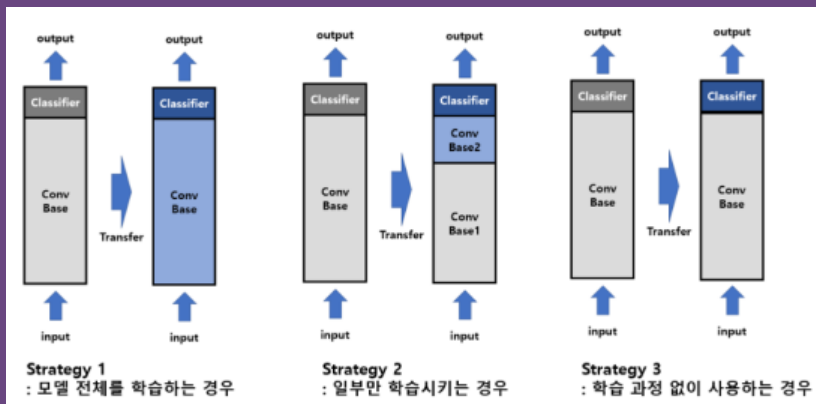 output
output
Classifier
Classifier
Conv
Base
Conv
Base
Transfer
input
input
Strategy 1
: 모델 전체를 학습하는 경우
output
output
Classifier
Classifier
Conv
Base2
Conv
Base
Conv
Base1
Transfer
input
input
Strategy 2
: 일부만 학습시키는 경우
output
output
Classifier
Classifier
Conv
Base
Conv
Base
Transfer
input
input
Strategy 3
: 학습 과정 없이 사용하는 경우